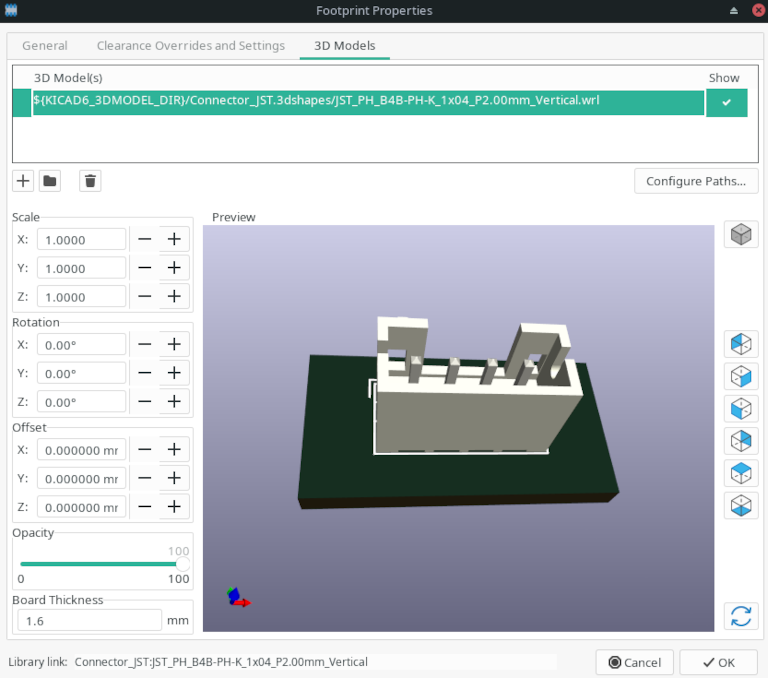 Footprint Properties
General Clearance Overrides and Settings 3D Models
3D Model(s) Show
${KICAD6_3DMODEL_DIR}/Connector_JST.3dshapes/JST_PH_B4B-PH-K_1x04_P2.00mm_Vertical.wrl
Configure Paths...
Scale
X: 1.0000
Y: 1.0000
Z: 1.0000
Rotation
X: 0.00°
Y: 0.00°
Z: 0.00°
Offset
X: 0.000000 mr
Y: 0.000000 mr
Z: 0.000000 mr
Opacity
100
0 100
Board Thickness
1.6 mm
Preview
Library link: Connector_JST:JST_PH_B4B-PH-K_1x04_P2.00mm_Vertical
Cancel OK